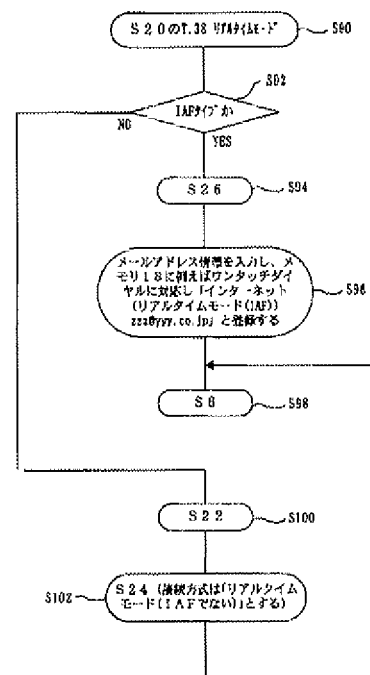 S20のT.38 リアルタイムモード
S90
S92
IAFタイプか
NO
YES
S26
S94
メールアドレス情報を入力し、メ
モリ18に例えばワンタッチダイ
ヤルに対応し「インターネット
(リアルタイムモード(IAF))
zzz@yyy.co.jp」と登録する
S96
S6
S98
S22
S100
S24 (接続方式は「リアルタイム
モード(IAFでない)」とする)
S102